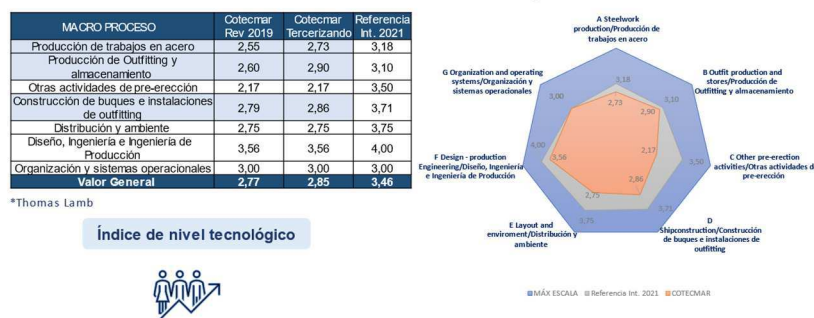 MACRO PROCESO
Cotecmar
Rev 2019
Cotecmar
Tercerizando
Referencia
Int. 2021
Producción de trabajos en acero 2,55 2,73 3,18
Producción de Outfitting y
almacenamiento
2,60 2,90 3,10
Otras actividades de pre-erección 2,17 2,17 3,50
Construcción de buques e instalaciones
de outfitting
2,79 2,86 3,71
Distribución y ambiente 2,75 2,75 3,75
Diseño, Ingeniería e Ingeniería de
Producción
3,56 3,56 4,00
Organización y sistemas operacionales 3,00 3,00 3,00
Valor General 2,77 2,85 3,46
*Thomas Lamb
Índice de nivel tecnológico
A Steelwork
production/Producción de
trabajos en acero
G Organization and operating
systems/Organización y
sistemas operacionales
B Outfit production and
stores/Producción de
Outfitting y almacenamiento
3,18
2,73
3,00
3,10
2,90
F Design - production
Engineering/Diseño, Ingeniería
e Ingeniería de Producción
4,00
3,56
2,17
3,50
C Other pre-erection
activities/Otras actividades de
pre-erección
2,86
2,75
3,75
3,71
E Layout and
enviroment/Distribución y
ambiente
D
Shipconstruction/Construcción
de buques e instalaciones de
outfitting
MÁX ESCALA Referencia Int. 2021 COTECMAR